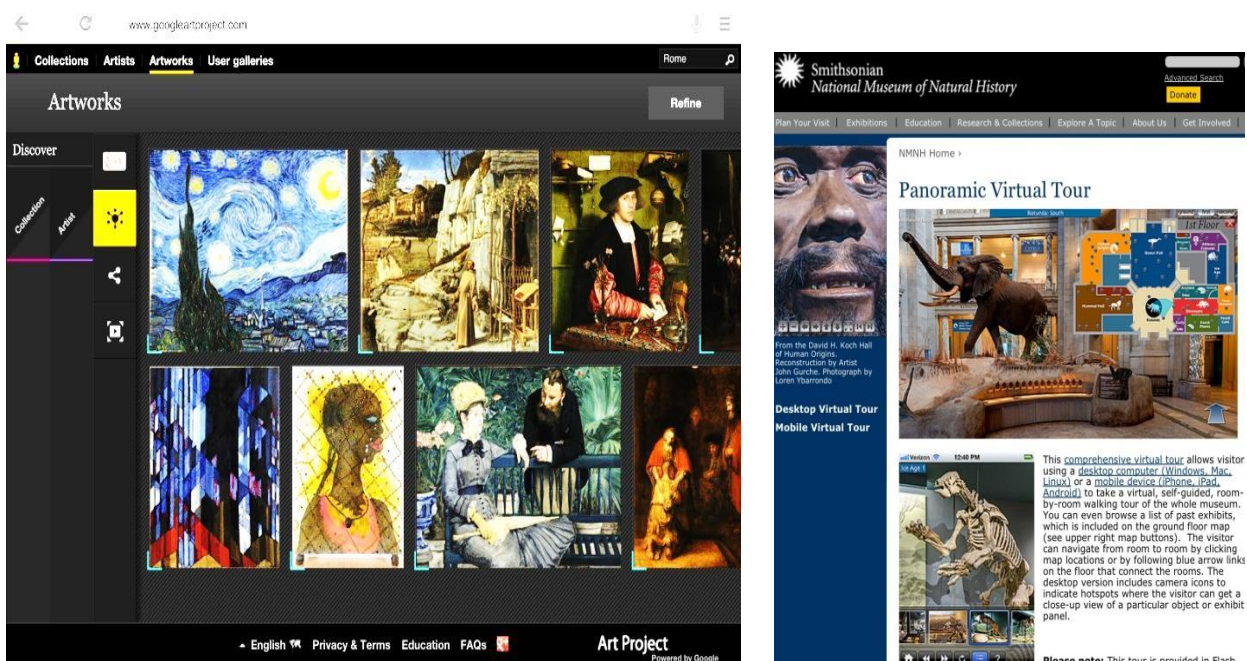 www.googleartproject.com
Collections Artists Artworks User galleries
Rome
Artworks
Refine
Discover
Collection
Artist
English Privacy & Terms Education FAQs
Art Project
Powered by Google
Smithsonian
National Museum of Natural History
Advanced Search
Donate
Plan Your Visit | Exhibitions | Education | Research & Collections | Explore A Topic | About Us | Get Involved |
NMNH Home ›
Panoramic Virtual Tour
Rotunda: South
1st Floor
From the David H. Koch Hall
of Human Origins.
Reconstruction by Artist
John Gurche. Photograph by
Loren Ybarrondo
Desktop Virtual Tour
Mobile Virtual Tour
Verizon 12:40 PM
Ice Age 1
This comprehensive virtual tour allows visitor
using a desktop computer (Windows, Mac,
Linux) or a mobile device (iPhone, iPad,
Android) to take a virtual, self-guided, room-
by-room walking tour of the whole museum.
You can even browse a list of past exhibits,
which is included on the ground floor map
(see upper right map buttons). The visitor
can navigate from room to room by clicking
map locations or by following blue arrow links
on the floor that connect the rooms. The
desktop version includes camera icons to
indicate hotspots where the visitor can get a
close-up view of a particular object or exhibit
panel.
Please note: This tour is provided in Flash